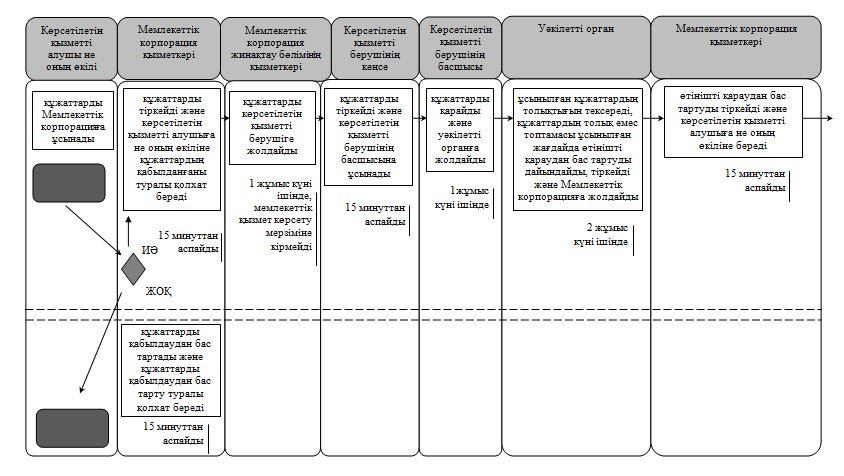 Көрсетілетін
қызметті
алушы не
оның өкілі
Мемлекеттік
корпорация
қызметкері
Мемлекеттік
корпорация
жинақтау бөлімінің
қызметкері
Көрсетілетін
қызметті
берушінің
кеңсе
Көрсетілетін
қызметті
берушінің
басшысы
Уәкілетті орган
Мемлекеттік корпорация
қызметкері
құжаттарды
Мемлекеттік
корпорацияға
ұсынады
құжаттарды
тіркейді және
көрсетілетін
қызметті алушыға
не оның өкіліне
құжаттардың
қабылданғаны
туралы қолхат
береді
15 минуттан
аспайды
ИӘ
ЖОҚ
құжаттарды
көрсетілетін
қызметті
берушіге
жолдайды
1 жұмыс күні
ішінде,
мемлекеттік
қызмет көрсету
мерзіміне
кірмейді
құжаттарды
тіркейді және
көрсетілетін
қызметті
берушінің
басшысына
ұсынады
15 минуттан
аспайды
құжаттарды
қарайды
және
уәкілетті
органға
жолдайды
1жұмыс
күні ішінде
ұсынылған құжаттардың
толықтығын тексереді,
құжаттардың толық емес
топтамасы ұсынылған
жағдайда өтінішті
қараудан бас тартуды
дайындайды, тіркейді
және Мемлекеттік
корпорацияға жолдайды
2 жұмыс
күні ішінде
өтінішті қараудан бас
тартуды тіркейді және
көрсетілетін қызметті
алушыға не оның
өкіліне береді
15 минуттан
аспайды
құжаттарды
қабылдаудан бас
тартады және
құжаттарды
қабылдаудан бас
тарту туралы
қолхат береді
15 минуттан
аспайды